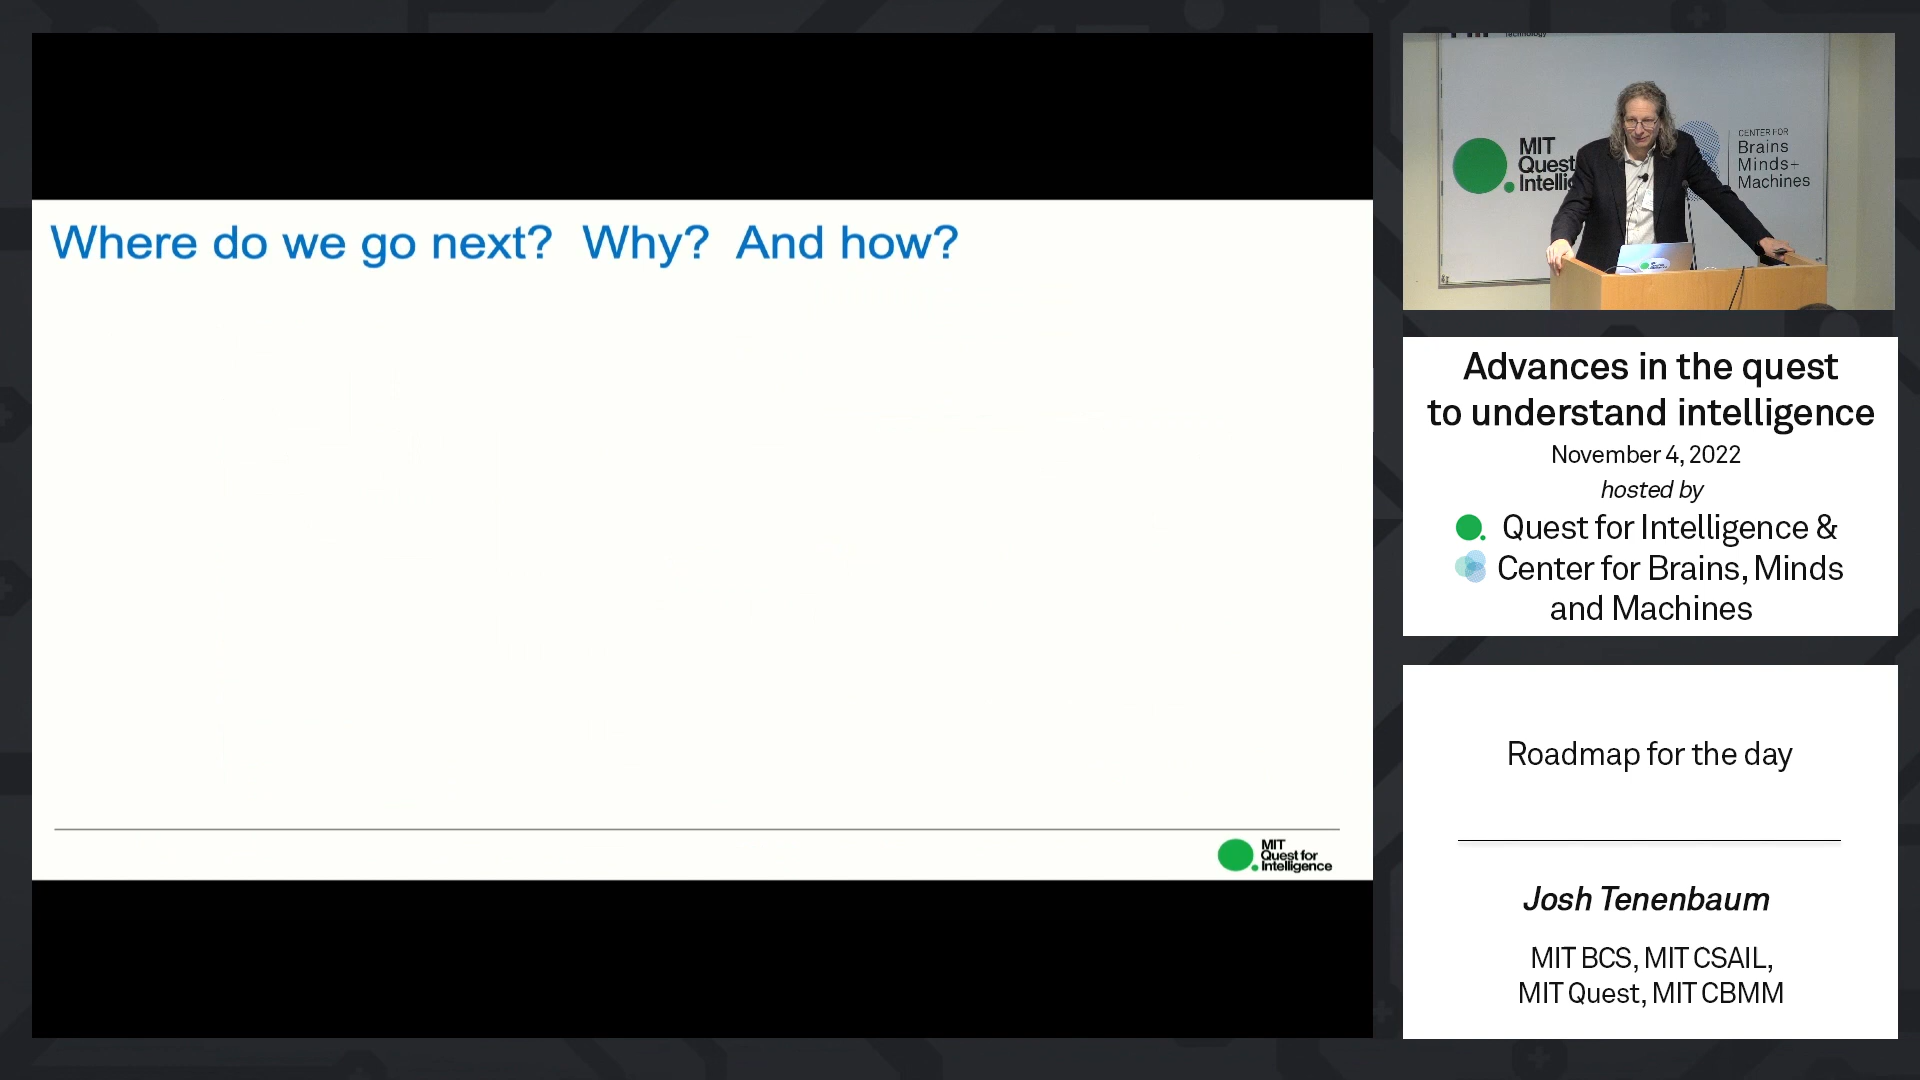 Where do we go next? Why? And how?
MIT
Quest for
Intelligence
Technology
MIT
Quest
CENTER FOR
Brains
Minds+
Machines
Advances in the quest
to understand intelligence
November 4, 2022
hosted by
Quest for Intelligence &
Center for Brains, Minds
and Machines
Roadmap for the day
Josh Tenenbaum
MIT BCS, MIT CSAIL,
MIT Quest, MIT CBMM